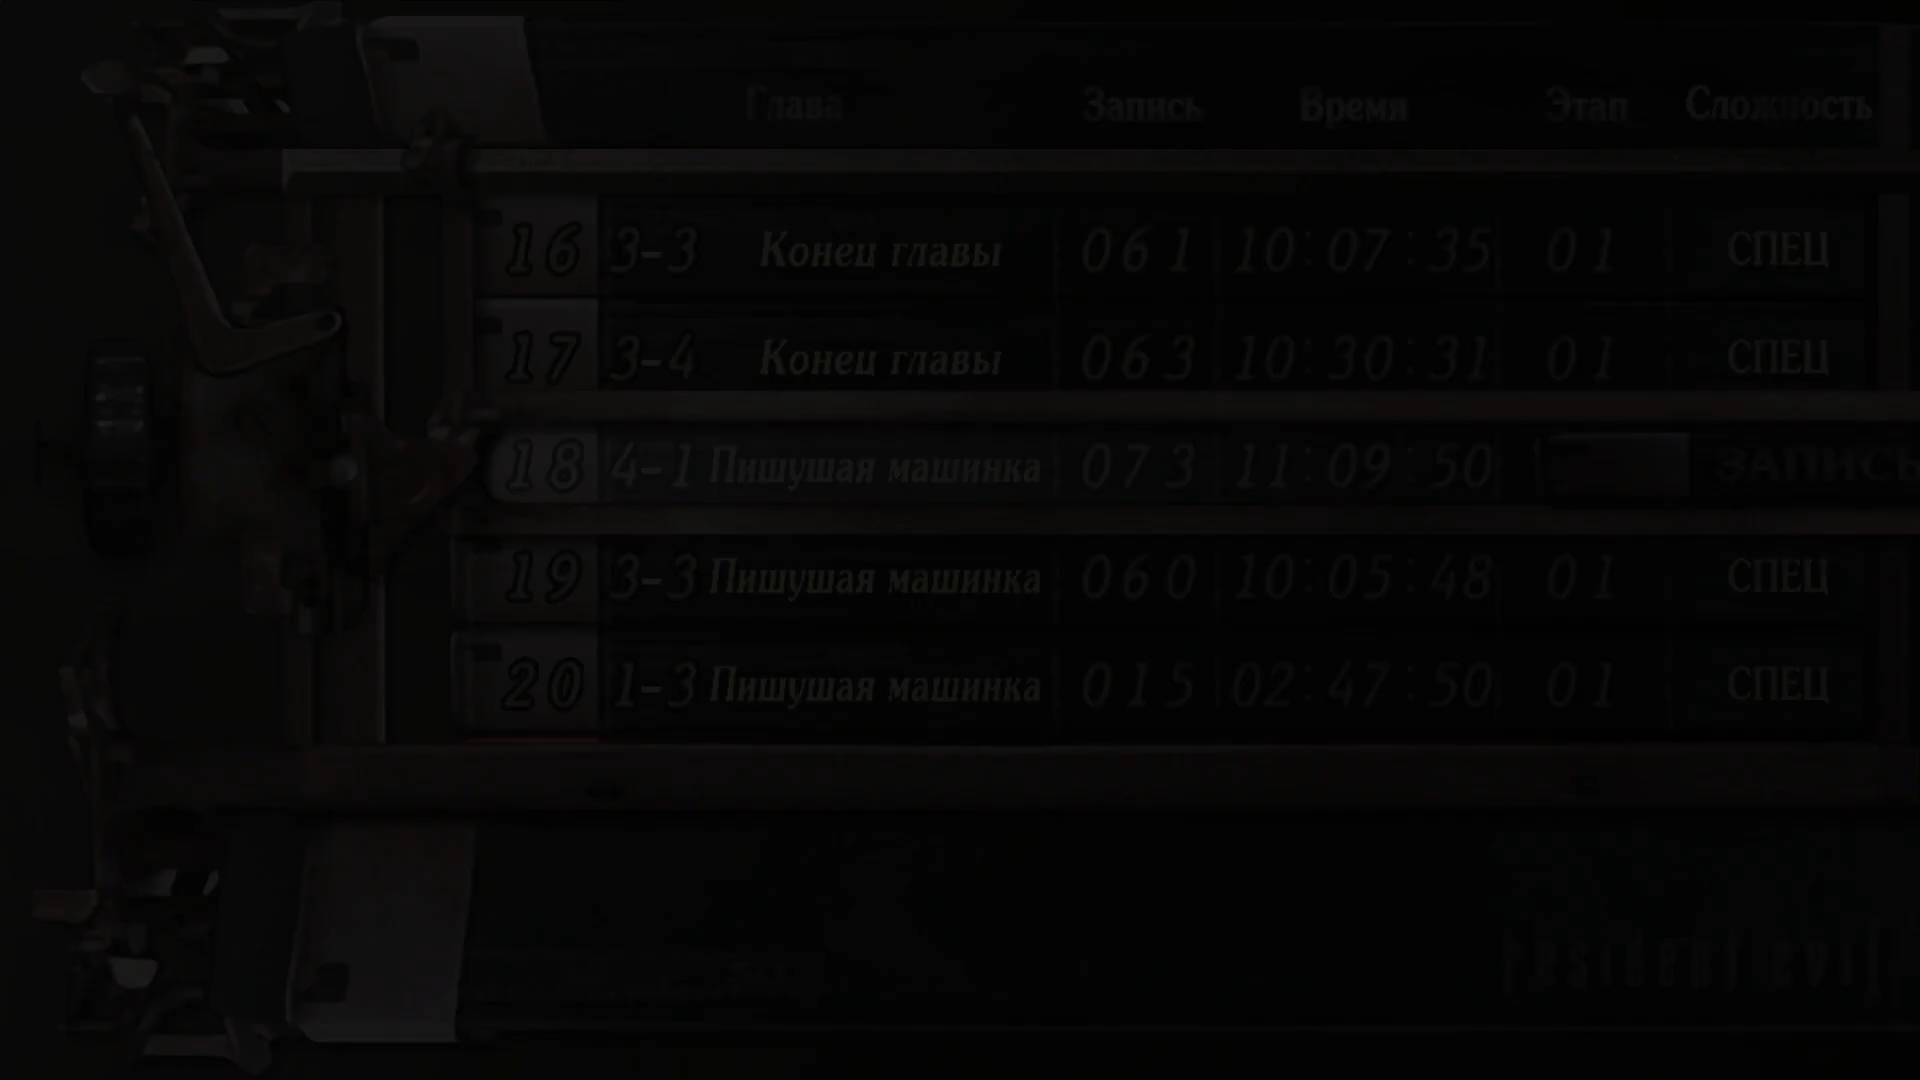 Глава Запись Время Этап Сложность
16 3-3 Конец главы 061 10:07:35 01 СПЕЦ
17 3-4 Конец главы 063 10:30:31 01 СПЕЦ
18 4-1 Пишушая машинка 073 11:09:50 ЗАПИСЬ
19 3-3 Пишушая машинка 060 10:05:48 01 СПЕЦ
20 1-3 Пишушая машинка 015 02:47:50 01 СПЕЦ
resident evil